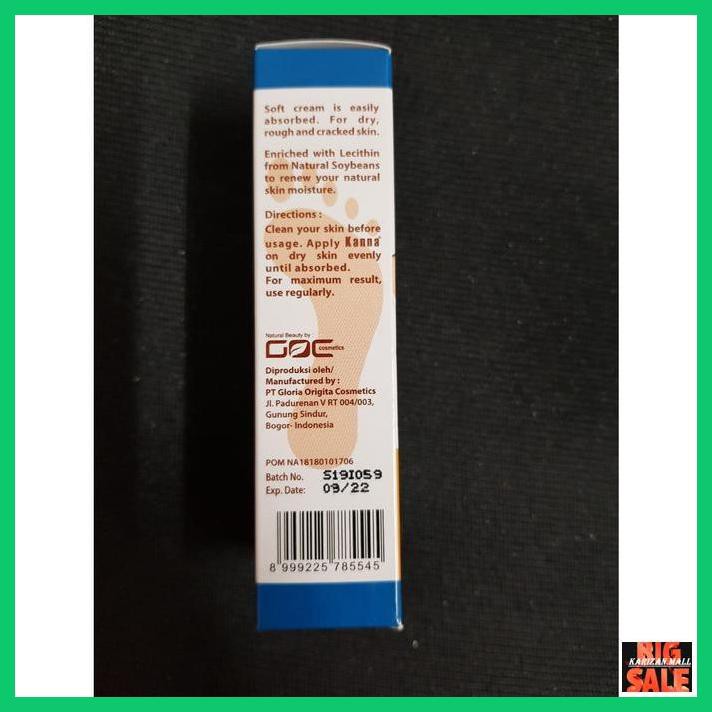 Soft cream is easily
absorbed. For dry,
rough and cracked skin.
Enriched with Lecithin
from Natural Soybeans
to renew your natural
skin moisture.
Directions :
Clean your skin before
usage. Apply Kanna®
on dry skin evenly
until absorbed.
For maximum result,
use regularly.
Natural Beauty by :
GOC cosmetics
Diproduksi oleh/
Manufactured by :
PT Gloria Origita Cosmetics
Jl. Padurenan V RT 004/003,
Gunung Sindur,
Bogor- Indonesia
POM NA18180101706
Batch No. S19I059
Exp. Date: 09/22
8 999225 785545
BIG
KARIZAN.MALL
SALE